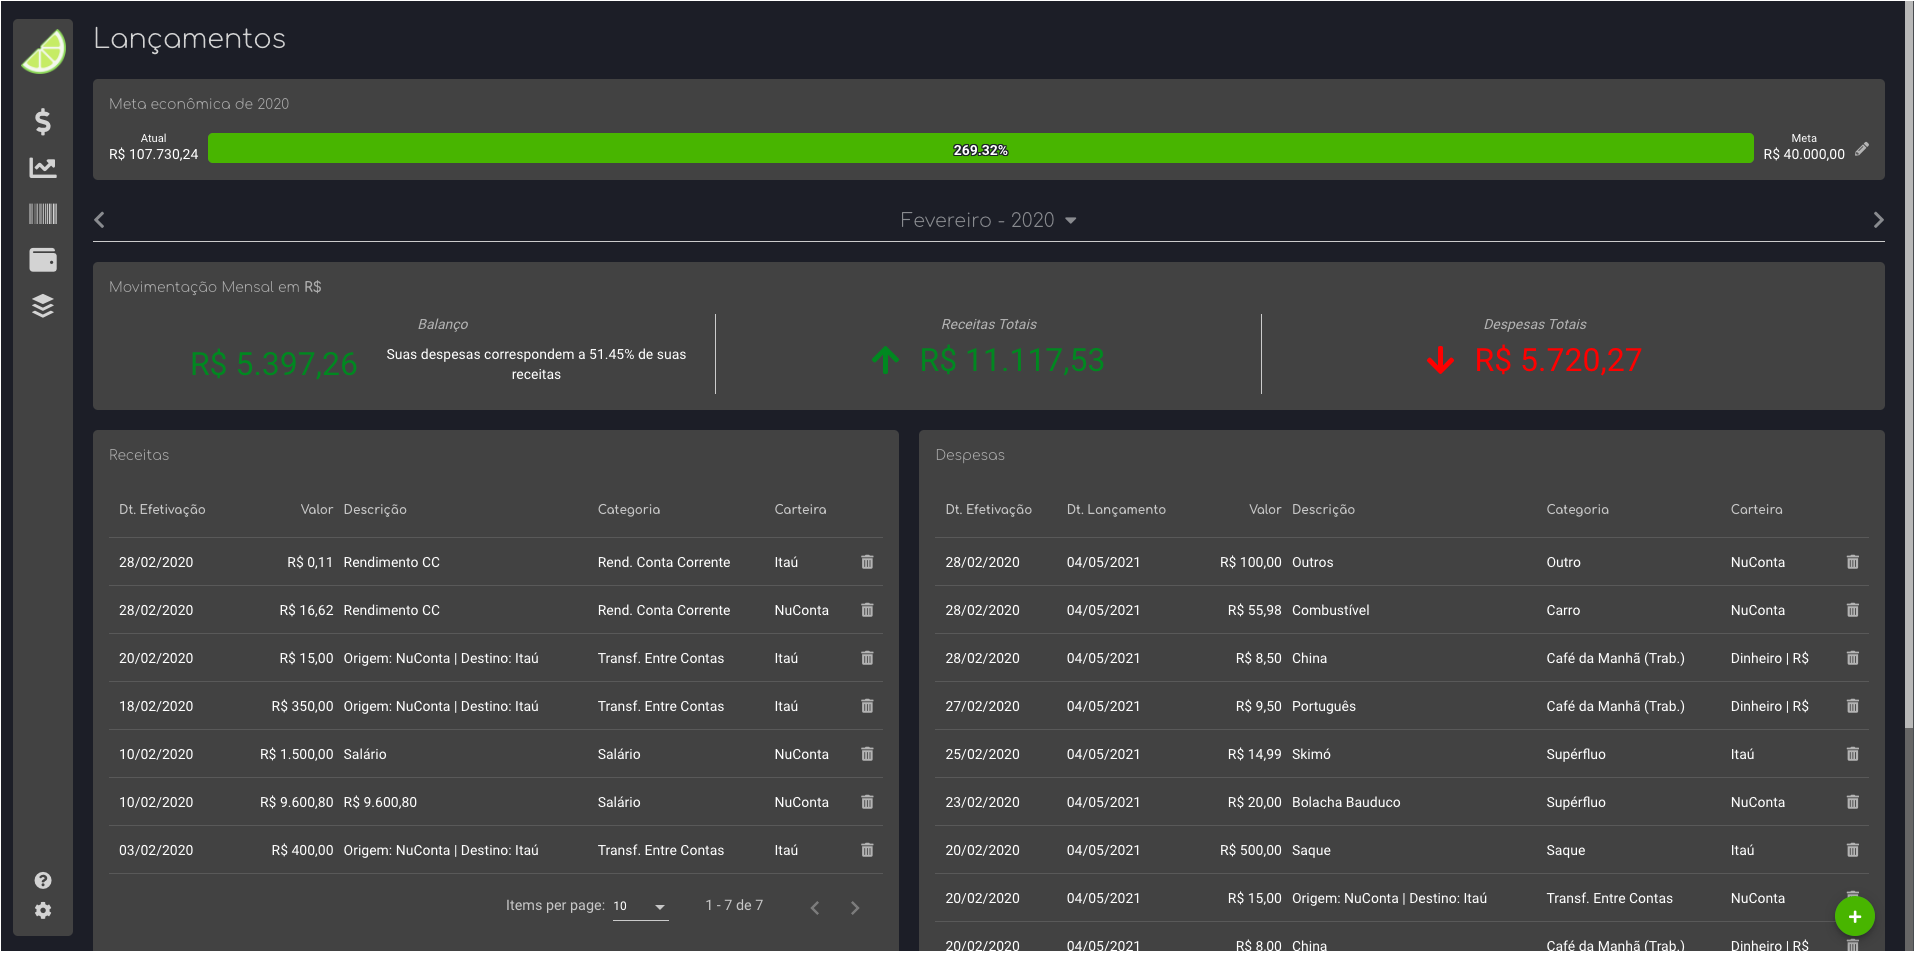 Lançamentos
Meta econômica de 2020
Atual
R$ 107.730,24
269.32%
Meta
R$ 40.000,00
Fevereiro - 2020
Movimentação Mensal em R$
Balanço
R$ 5.397,26
Suas despesas correspondem a 51.45% de suas
receitas
Receitas Totais
R$ 11.117,53
Despesas Totais
R$ 5.720,27
Receitas
Dt. Efetivação Valor Descrição Categoria Carteira
28/02/2020 R$ 0,11 Rendimento CC Rend. Conta Corrente Itaú
28/02/2020 R$ 16,62 Rendimento CC Rend. Conta Corrente NuConta
20/02/2020 R$ 15,00 Origem: NuConta | Destino: Itaú Transf. Entre Contas Itaú
18/02/2020 R$ 350,00 Origem: NuConta | Destino: Itaú Transf. Entre Contas Itaú
10/02/2020 R$ 1.500,00 Salário Salário NuConta
10/02/2020 R$ 9.600,80 R$ 9.600,80 Salário NuConta
03/02/2020 R$ 400,00 Origem: NuConta | Destino: Itaú Transf. Entre Contas Itaú
Items per page: 10 1 - 7 de 7
Despesas
Dt. Efetivação Dt. Lançamento Valor Descrição Categoria Carteira
28/02/2020 04/05/2021 R$ 100,00 Outros Outro NuConta
28/02/2020 04/05/2021 R$ 55,98 Combustível Carro NuConta
28/02/2020 04/05/2021 R$ 8,50 China Café da Manhã (Trab.) Dinheiro | R$
27/02/2020 04/05/2021 R$ 9,50 Português Café da Manhã (Trab.) Dinheiro | R$
25/02/2020 04/05/2021 R$ 14,99 Skimó Supérfluo Itaú
23/02/2020 04/05/2021 R$ 20,00 Bolacha Bauduco Supérfluo NuConta
20/02/2020 04/05/2021 R$ 500,00 Saque Saque Itaú
20/02/2020 04/05/2021 R$ 15,00 Origem: NuConta | Destino: Itaú Transf. Entre Contas NuConta
20/02/2020 04/05/2021 R$ 8,00 China Café da Manhã (Trab.) Dinheiro | R$